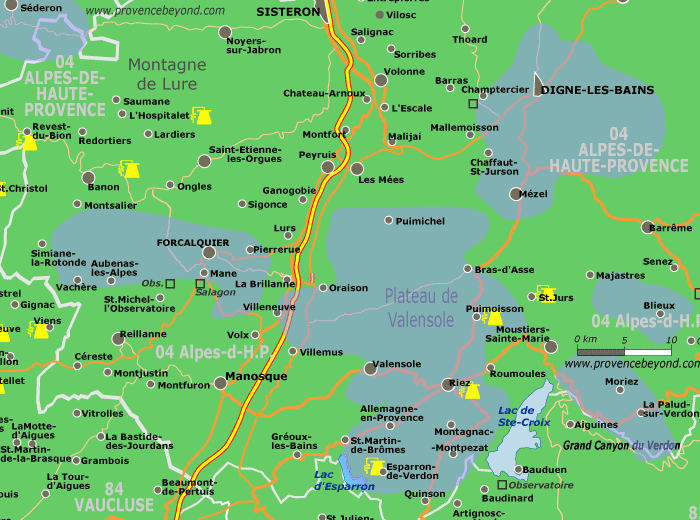 Séderon
www.provencebeyond.com
SISTERON
Vilosc
Noyers-
sur-Jabron
Salignac
Thoard
Sorribes
04
ALPES-DE-
HAUTE-
PROVENCE
Montagne
de Lure
Volonne
Barras
Champtercier
DIGNE-LES-BAINS
Chateau-Arnoux
Saumane
L'Escale
L'Hospitalet
Revest-
du-Bion
Redortiers
Lardiers
Montfort
Malijai
Mallemoisson
04
ALPES-DE-
HAUTE-PROVENCE
Saint-Etienne-
les-Orgues
Peyruis
Chaffaut-
St-Jurson
St.Christol
Banon
Ongles
Les Mées
Ganogobie
Mézel
Montsalier
Sigonce
Puimichel
Barrême
Lurs
FORCALQUIER
Pierrerue
Simiane-
la-Rotonde
Aubenas-
les-Alpes
Mane
Bras-d'Asse
Senez
Majastres
Vachère
Obs.
Salagon
La Brillanne
Oraison
St.Michel-
l'Observatoire
Villeneuve
Plateau de
Valensole
Puimoisson
St.Jurs
Blieux
Gignac
Viens
04 Alpes-d-H.P.
Moustiers-
Sainte-Marie
Reillanne
Volx
0 km 5 10
04 Alpes-d-H.P.
Villemus
www.provencebeyond.com
Céreste
Valensole
Roumoules
Montjustin
Manosque
Montfuron
Riez
Moriez
Vitrolles
Allemagne-
en-Provence
Lac de
Ste-Croix
La Palud-
sur-Verdon
LaMotte-
d'Aigues
La Bastide-
des-Jourdans
Gréoux-
les-Bains
St.Martin-
de-Brômes
Montagnac-
-Montpezat
Aiguines
Grand Canyon du Verdon
St.Martin-
de-la-Brasque
Grambois
Lac
d'Esparron
Esparron-
de-Verdon
Bauduen
La Tour-
d'Aigues
84
VAUCLUSE
Beaumont-
de-Pertuis
Quinson
Observatoire
Baudinard
Artignosc-
St.Julien